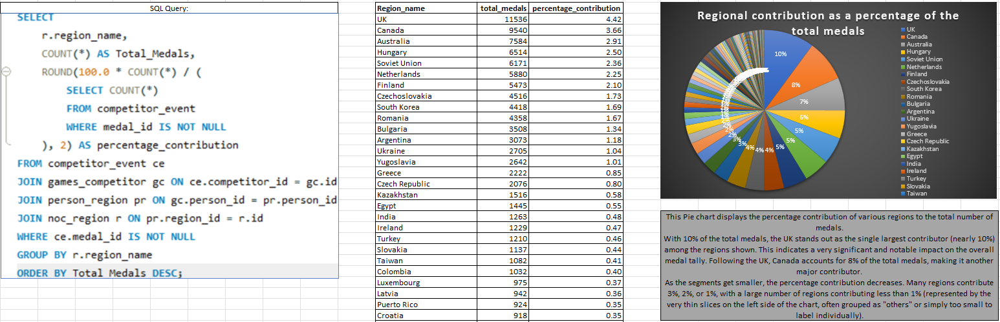 SQL Query:
SELECT
r.region_name,
COUNT(*) AS Total_Medals,
ROUND(100.0 * COUNT(*) / (
SELECT COUNT(*)
FROM competitor_event
WHERE medal_id IS NOT NULL
), 2) AS percentage_contribution
FROM competitor_event ce
JOIN games_competitor gc ON ce.competitor_id = gc.id
JOIN person_region pr ON gc.person_id = pr.person_id
JOIN noc_region r ON pr.region_id = r.id
WHERE ce.medal_id IS NOT NULL
GROUP BY r.region_name
ORDER BY Total Medals DESC;
Region_name total_medals percentage_contribution
UK 11536 4.42
Canada 9540 3.66
Australia 7584 2.91
Hungary 6514 2.50
Soviet Union 6171 2.36
Netherlands 5880 2.25
Finland 5473 2.10
Czechoslovakia 4516 1.73
South Korea 4418 1.69
Romania 4358 1.67
Bulgaria 3508 1.34
Argentina 3073 1.18
Ukraine 2705 1.04
Yugoslavia 2642 1.01
Greece 2222 0.85
Czech Republic 2076 0.80
Kazakhstan 1516 0.58
Egypt 1445 0.55
India 1263 0.48
Ireland 1229 0.47
Turkey 1210 0.46
Slovakia 1137 0.44
Taiwan 1082 0.41
Colombia 1032 0.40
Luxembourg 975 0.37
Latvia 942 0.36
Puerto Rico 924 0.35
Croatia 918 0.35
Regional contribution as a percentage of the
total medals
10%
8%
7%
6%
5%
5%
5%
4%
4%
4%
3%
3%
2%
2%
UK
Canada
Australia
Hungary
Soviet Union
Netherlands
Finland
Czechoslovakia
South Korea
Romania
Bulgaria
Argentina
Ukraine
Yugoslavia
Greece
Czech Republic
Kazakhstan
Egypt
India
Ireland
Turkey
Slovakia
Taiwan
This Pie chart displays the percentage contribution of various regions to the total number of
medals.
With 10% of the total medals, the UK stands out as the single largest contributor (nearly 10%)
among the regions shown. This indicates a very significant and notable impact on the overall
medal tally. Following the UK, Canada accounts for 8% of the total medals, making it another
major contributor.
As the segments get smaller, the percentage contribution decreases. Many regions contribute
3%, 2%, or 1%, with a large number of regions contributing less than 1% (represented by the
very thin slices on the left side of the chart, often grouped as "others" or simply too small to
label individually).